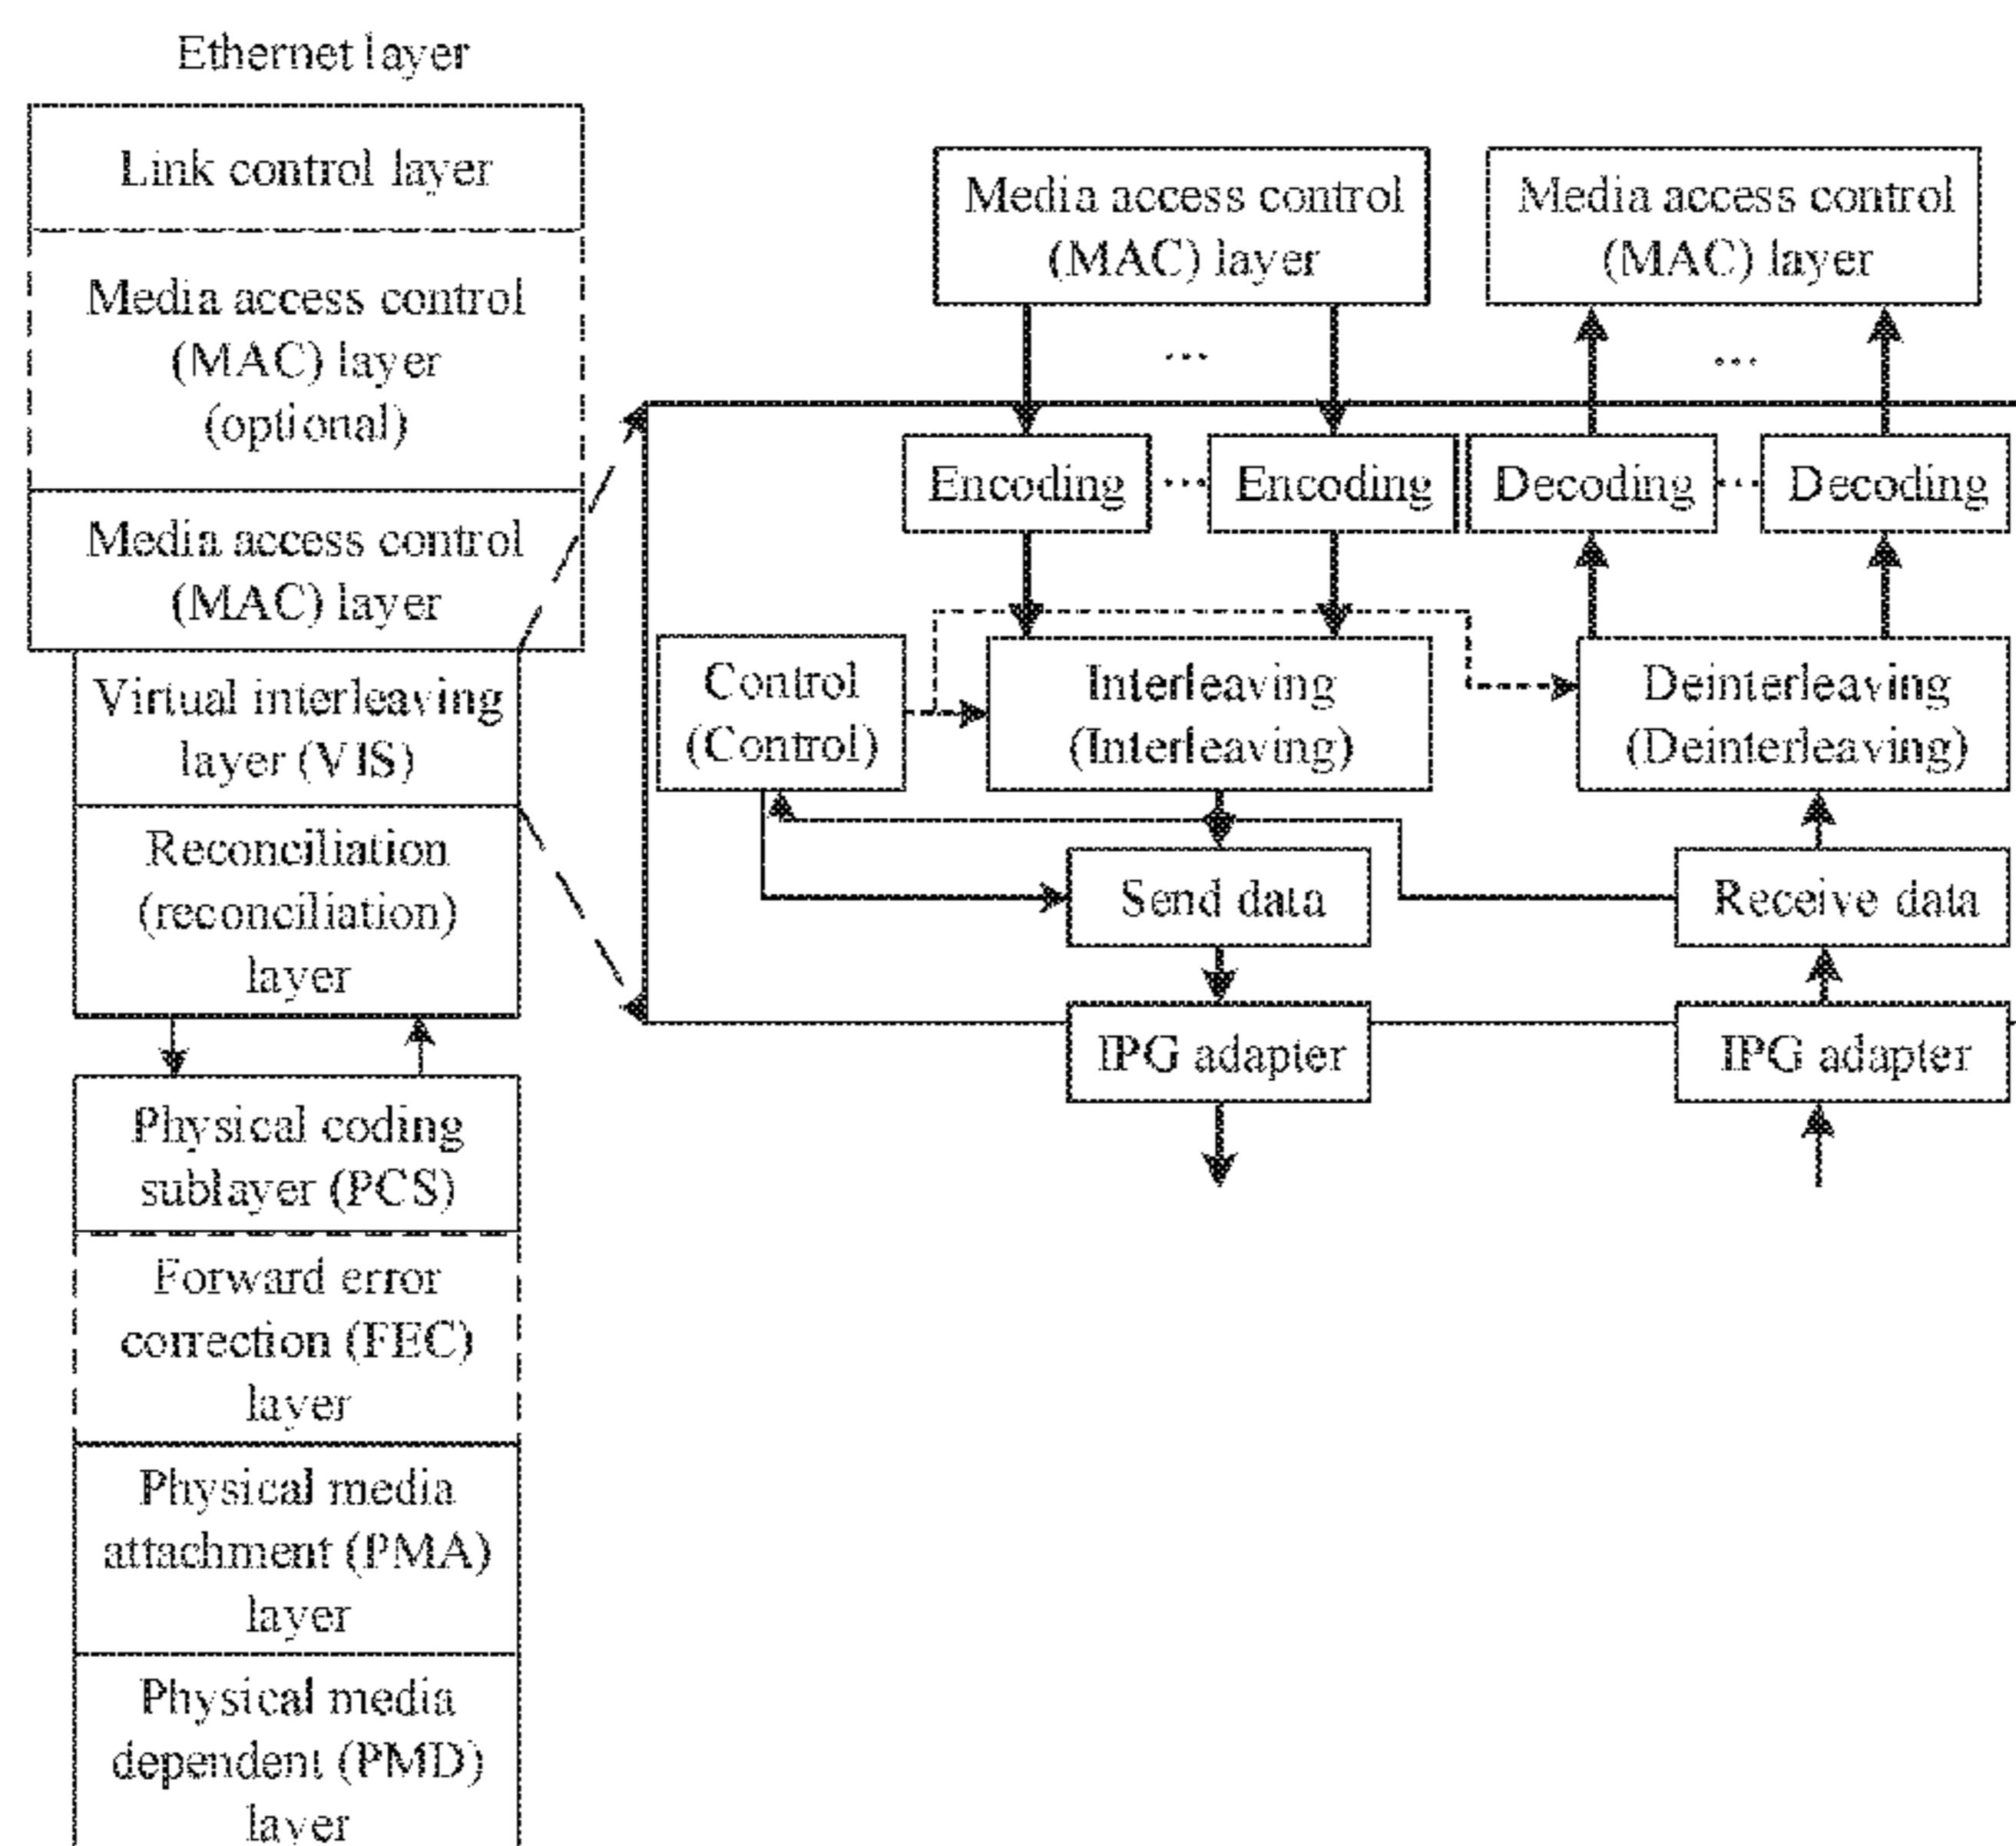 Ethernet layer
Link control layer
Media access control
(MAC) layer
(optional)
Media access control
(MAC) layer
Virtual interleaving
layer (VIS)
Reconciliation
(reconciliation)
layer
Physical coding
sublayer (PCS)
Forward error
correction (FEC)
layer
Physical media
attachment (PMA)
layer
Physical media
dependent (PMD)
layer
Media access control
(MAC) layer
Media access control
(MAC) layer
...
...
Encoding
...
Encoding
Decoding
...
Decoding
Control
(Control)
Interleaving
(Interleaving)
Deinterleaving
(Deinterleaving)
Send data
Receive data
IPG adapter
IPG adapter